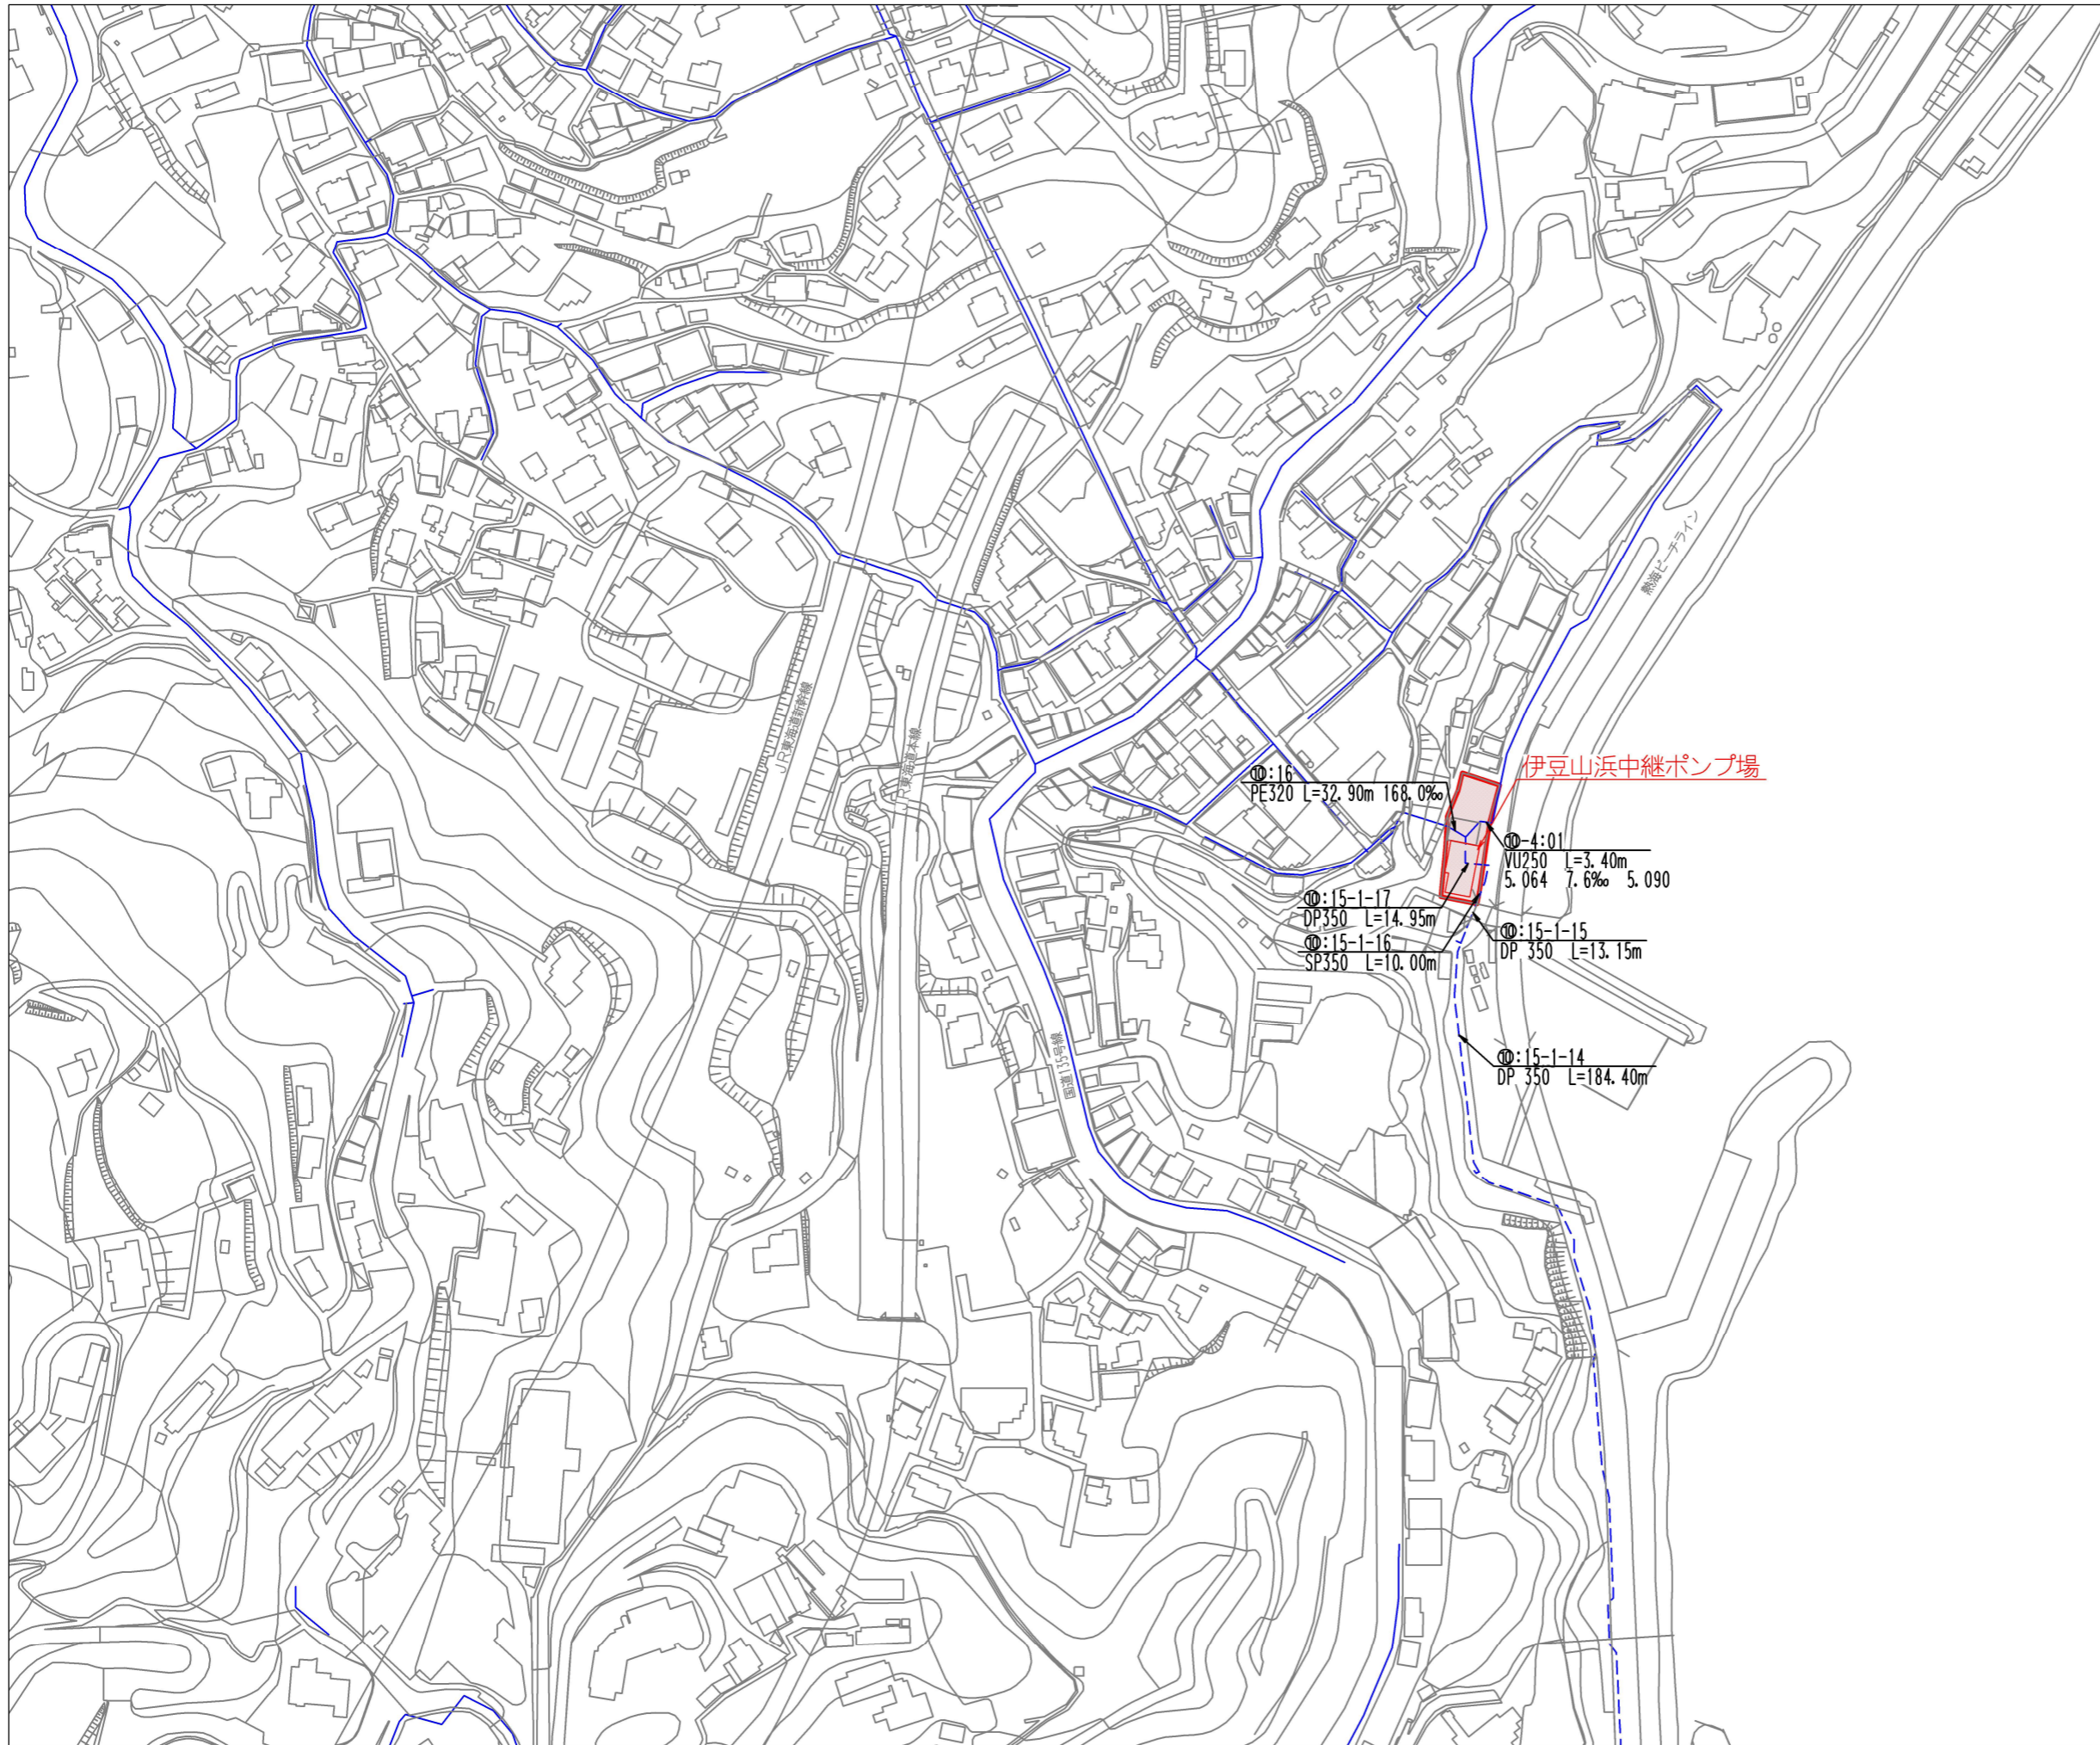 熱海ビーチライン
JR東海道新幹線
JR東海道本線
伊豆山浜中継ポンプ場
⑩:16
PE320 L=32.90m 168.0‰
⑩-4:01
VU250 L=3.40m
5.064 7.6‰ 5.090
⑩:15-1-17
DP350 L=14.95m
⑩:15-1-16
SP350 L=10.00m
⑩:15-1-15
DP 350 L=13.15m
国道135号線
⑩:15-1-14
DP 350 L=184.40m